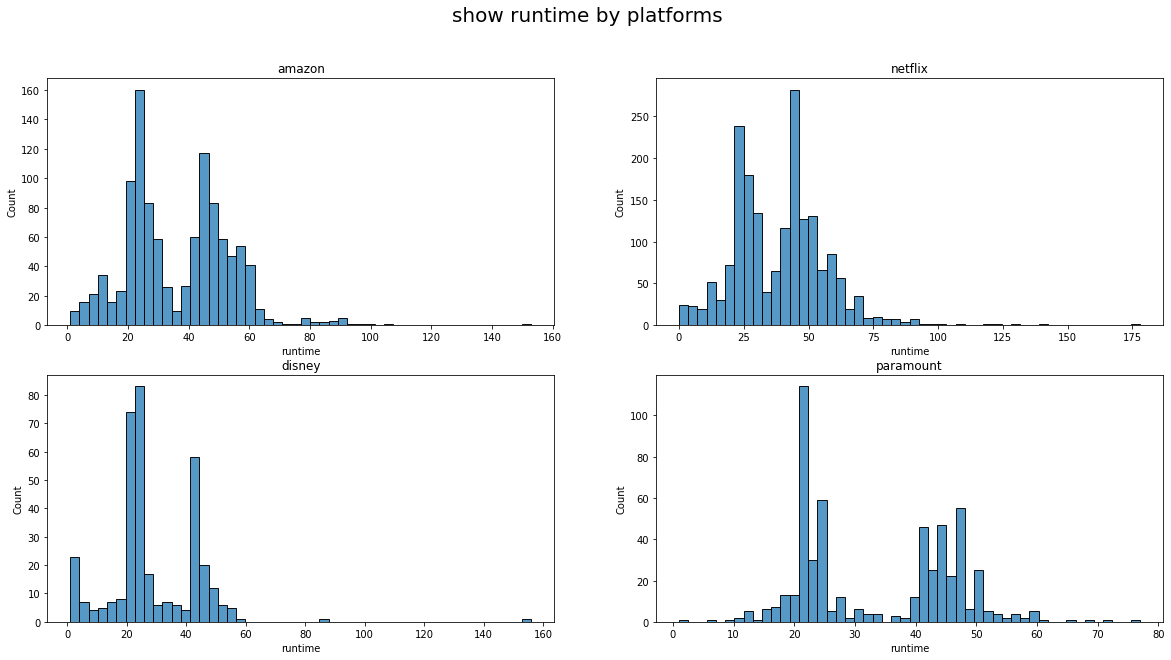 show runtime by platforms
amazon
160
140
120
100
80
60
40
20
0
Count
0 20 40 60 80 100 120 140 160
runtime
netflix
250
200
150
100
50
0
Count
0 25 50 75 100 125 150 175
runtime
disney
80
70
60
50
40
30
20
10
0
Count
0 20 40 60 80 100 120 140 160
runtime
paramount
100
80
60
40
20
0
Count
0 10 20 30 40 50 60 70 80
runtime